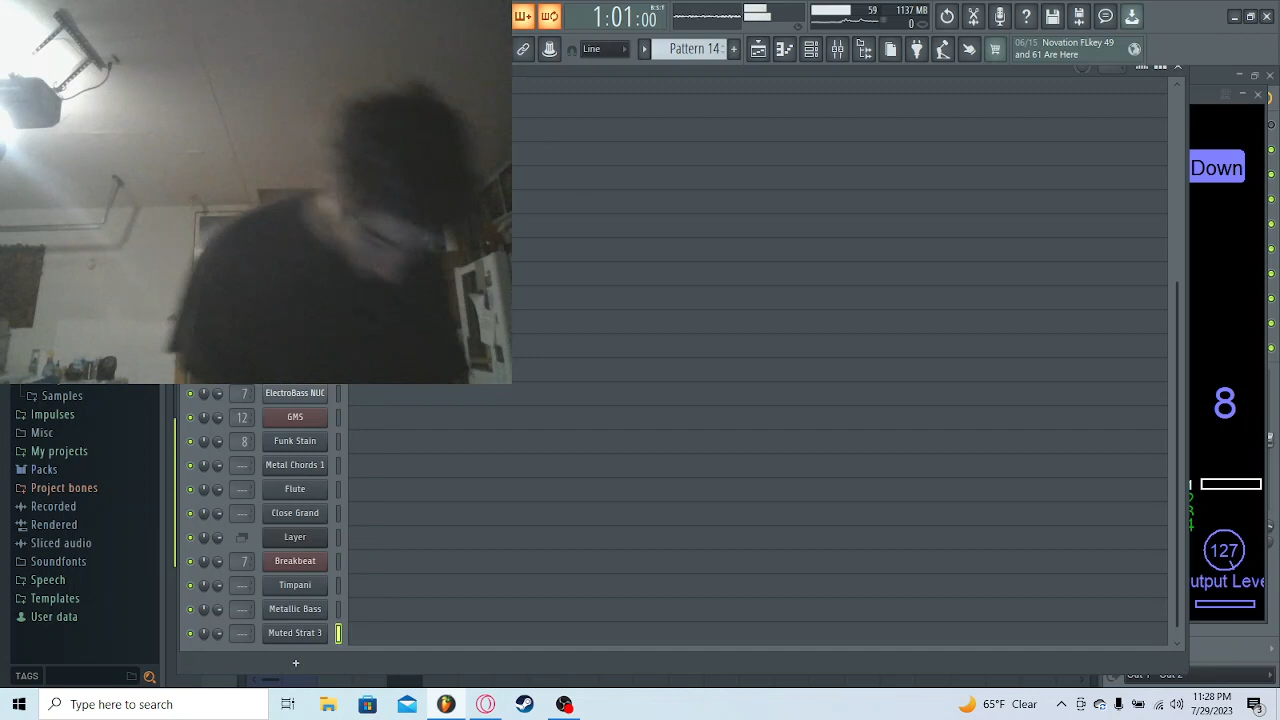 1:01:00
B:S:T
59
1137 MB
0
Line
Pattern 14
06/15 Novation FLkey 49
and 61 Are Here
Down
8
127
utput Leve
Samples
Impulses
Misc
My projects
Packs
Project bones
Recorded
Rendered
Sliced audio
Soundfonts
Speech
Templates
User data
TAGS
7 ElectroBass NUC
12 GMS
8 Funk Stain
--- Metal Chords 1
--- Flute
--- Close Grand
Layer
7 Breakbeat
--- Timpani
--- Metallic Bass
--- Muted Strat 3
+
Type here to search
65°F Clear
11:28 PM
7/29/2023
3